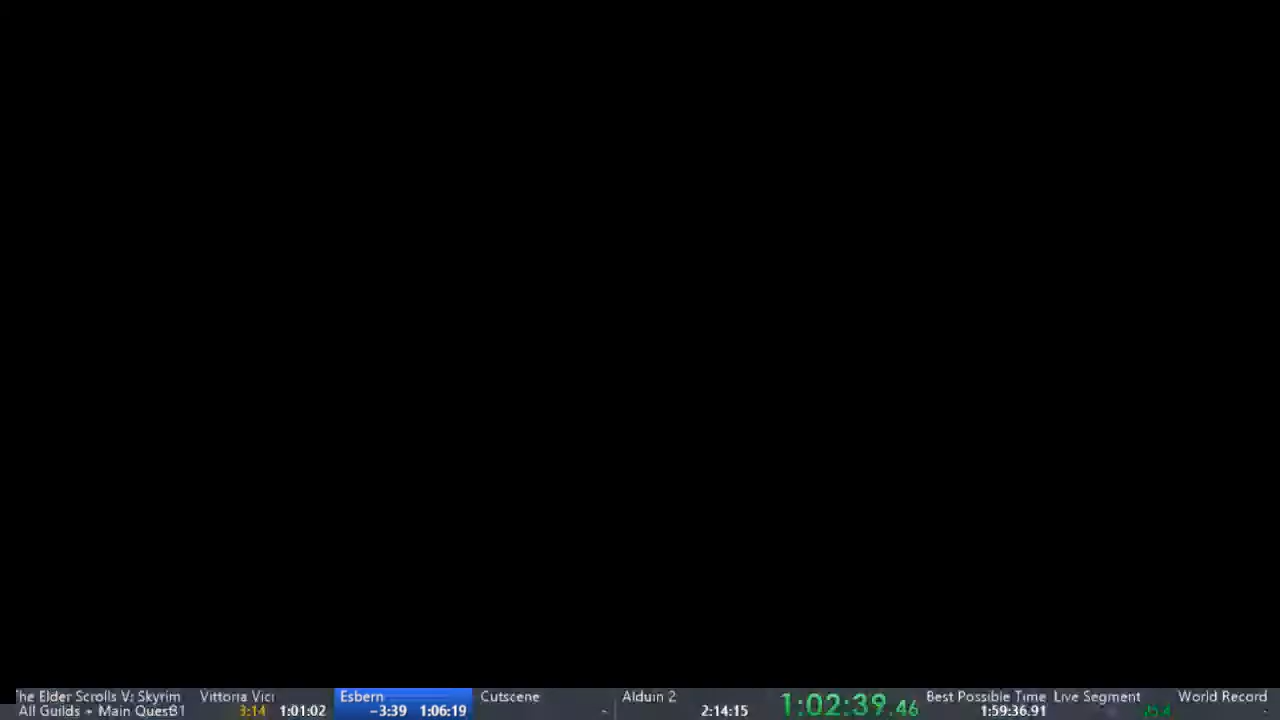 he Elder Scrolls V: Skyrim Vittoria Vici Esbern Cutscene Alduin 2 1:02:39.46 Best Possible Time Live Segment World Record
All Guilds + Main Quest 31 3:14 1:01:02 -3:39 1:06:19 - 2:14:15 1:59:36.91 -